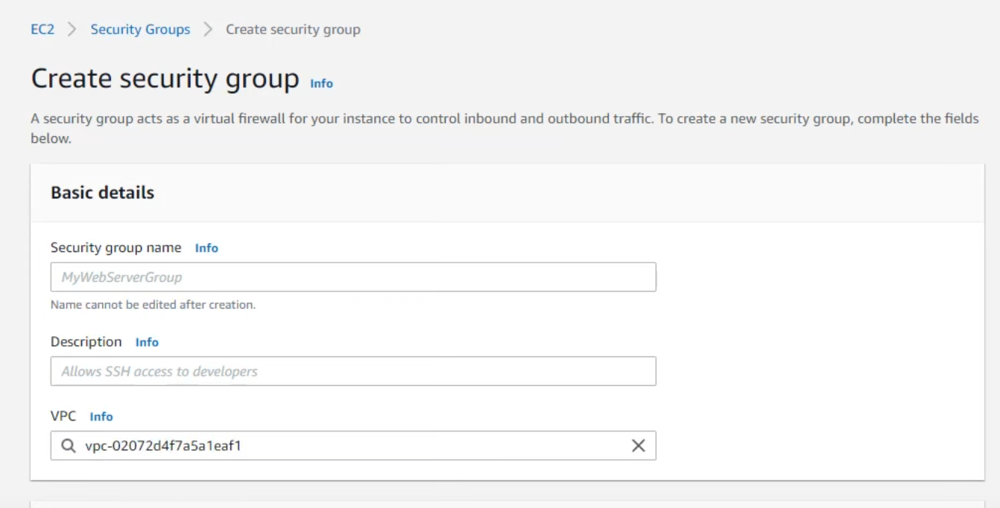 EC2 > Security Groups > Create security group
Create security group Info
A security group acts as a virtual firewall for your instance to control inbound and outbound traffic. To create a new security group, complete the fields
below.
Basic details
Security group name Info
MyWebServerGroup
Name cannot be edited after creation.
Description Info
Allows SSH access to developers
VPC Info
vpc-02072d4f7a5a1eaf1